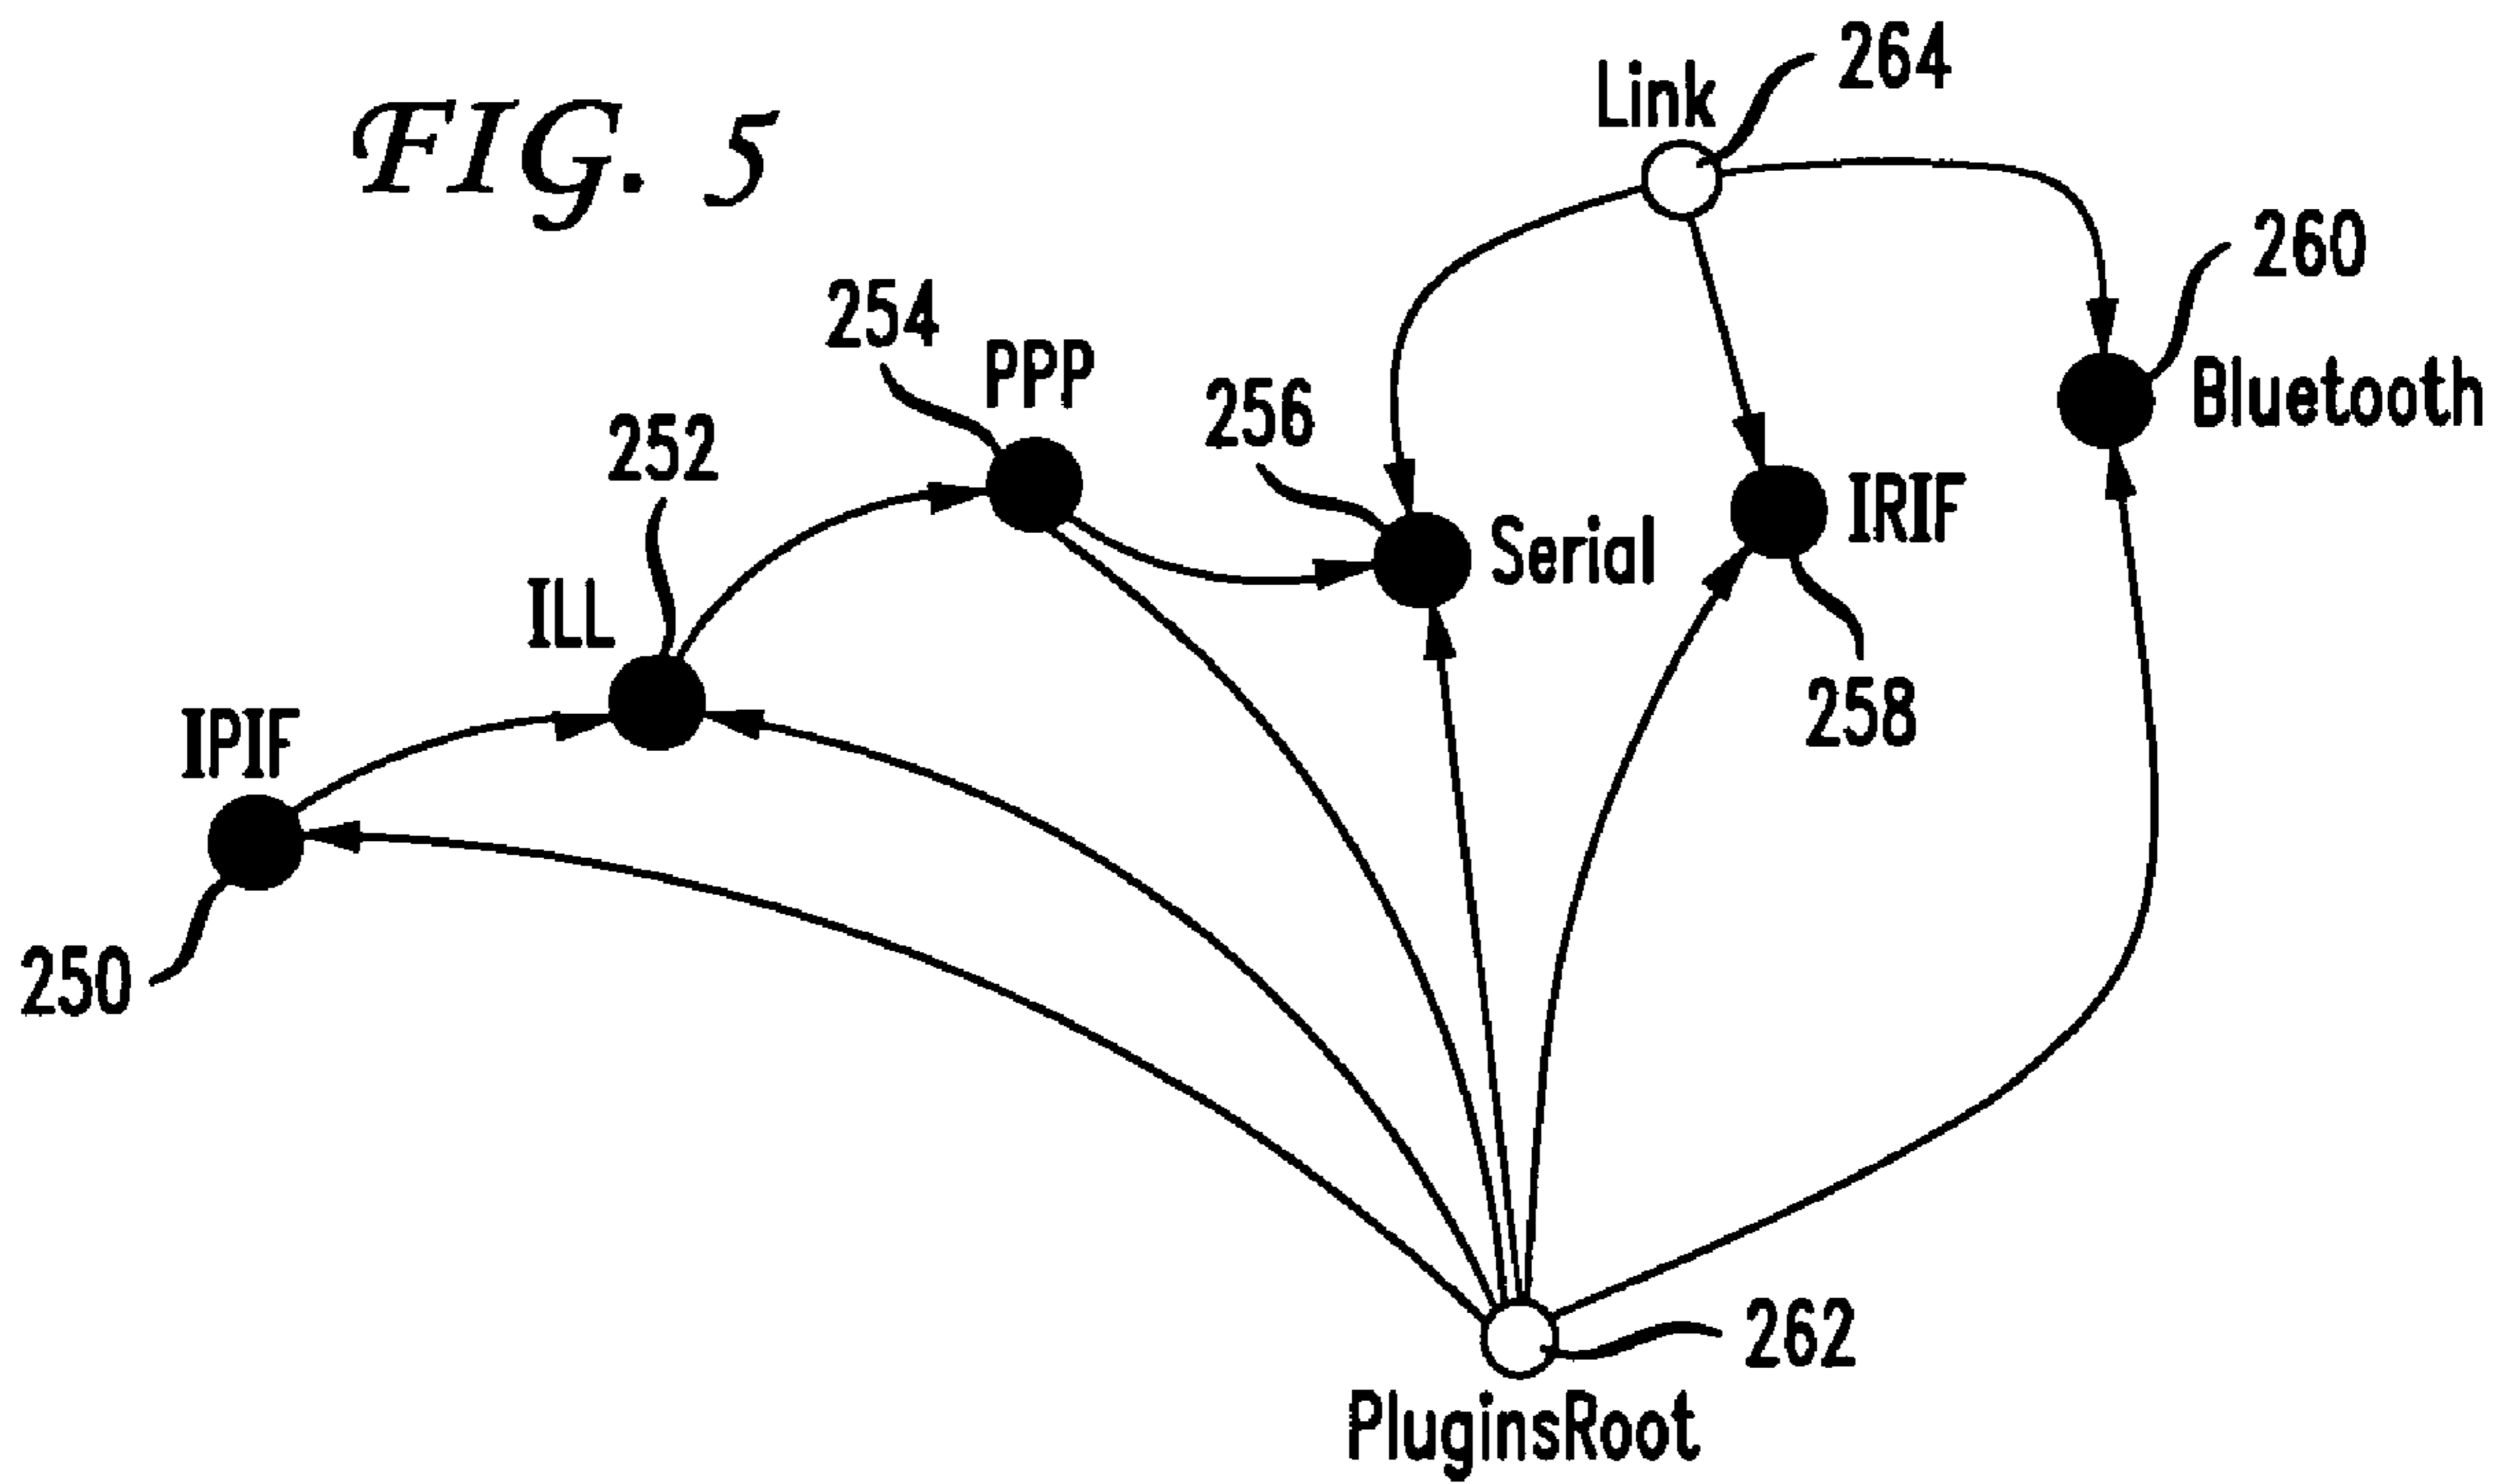 FIG. 5
Link
264
260
Bluetooth
254
PPP
256
252
Serial
IRIF
ILL
258
IPIF
250
262
PluginsRoot